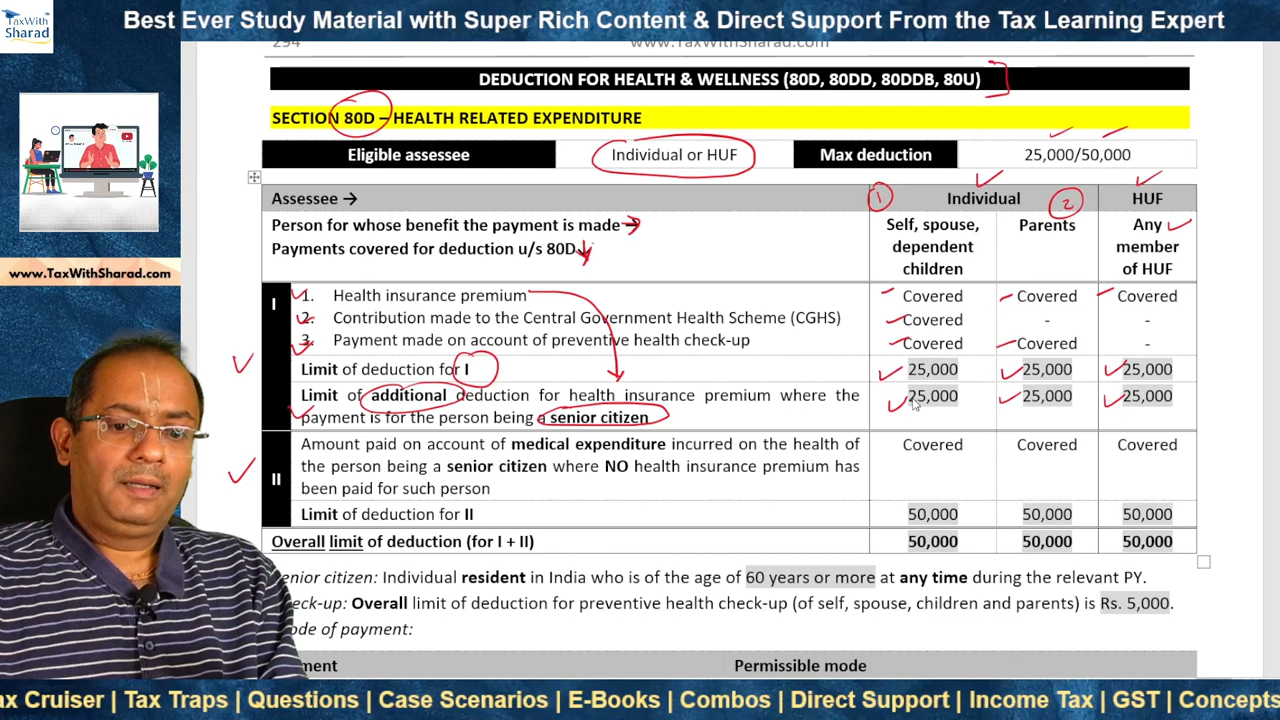 Best Ever Study Material with Super Rich Content & Direct Support From the Tax Learning Expert
TaxWith
Sharad
294
www.TaxWithSharad.com
DEDUCTION FOR HEALTH & WELLNESS (80D, 80DD, 80DDB, 80U)
SECTION 80D – HEALTH RELATED EXPENDITURE
Eligible assessee Individual or HUF Max deduction 25,000/50,000
Assessee → 1 Individual 2 HUF
Person for whose benefit the payment is made →
Payments covered for deduction u/s 80D ↓
Self, spouse,
dependent
children
Parents
Any
member
of HUF
I
1. Health insurance premium Covered Covered Covered
2. Contribution made to the Central Government Health Scheme (CGHS) Covered - -
3. Payment made on account of preventive health check-up Covered Covered -
Limit of deduction for I 25,000 25,000 25,000
Limit of additional deduction for health insurance premium where the 25,000 25,000 25,000
payment is for the person being a senior citizen
II
Amount paid on account of medical expenditure incurred on the health of Covered Covered Covered
the person being a senior citizen where NO health insurance premium has
been paid for such person
Limit of deduction for II 50,000 50,000 50,000
Overall limit of deduction (for I + II) 50,000 50,000 50,000
enior citizen: Individual resident in India who is of the age of 60 years or more at any time during the relevant PY.
eck-up: Overall limit of deduction for preventive health check-up (of self, spouse, children and parents) is Rs. 5,000.
ode of payment:
ment Permissible mode
www.TaxWithSharad.com
ax Cruiser | Tax Traps | Questions | Case Scenarios | E-Books | Combos | Direct Support | Income Tax | GST | Concepts